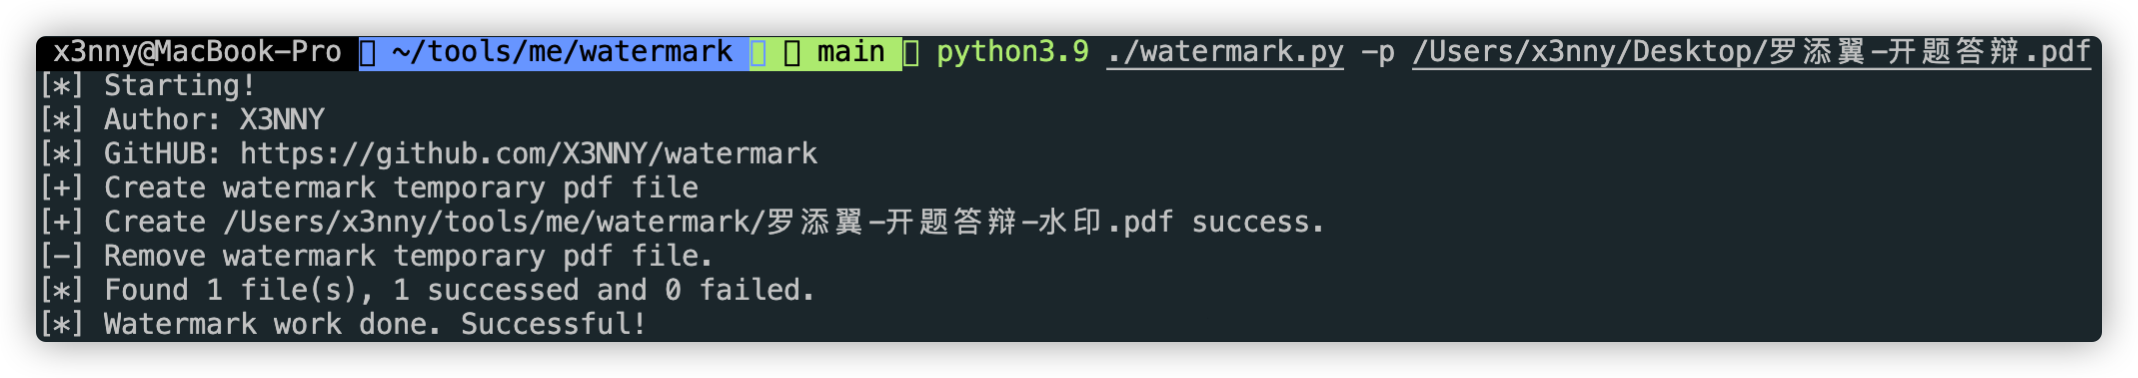 x3nny@MacBook-Pro ~/tools/me/watermark main python3.9 ./watermark.py -p /Users/x3nny/Desktop/罗添翼-开题答辩.pdf
[*] Starting!
[*] Author: X3NNY
[*] GitHUB: https://github.com/X3NNY/watermark
[+] Create watermark temporary pdf file
[+] Create /Users/x3nny/tools/me/watermark/罗添翼-开题答辩-水印.pdf success.
[-] Remove watermark temporary pdf file.
[*] Found 1 file(s), 1 successed and 0 failed.
[*] Watermark work done. Successful!